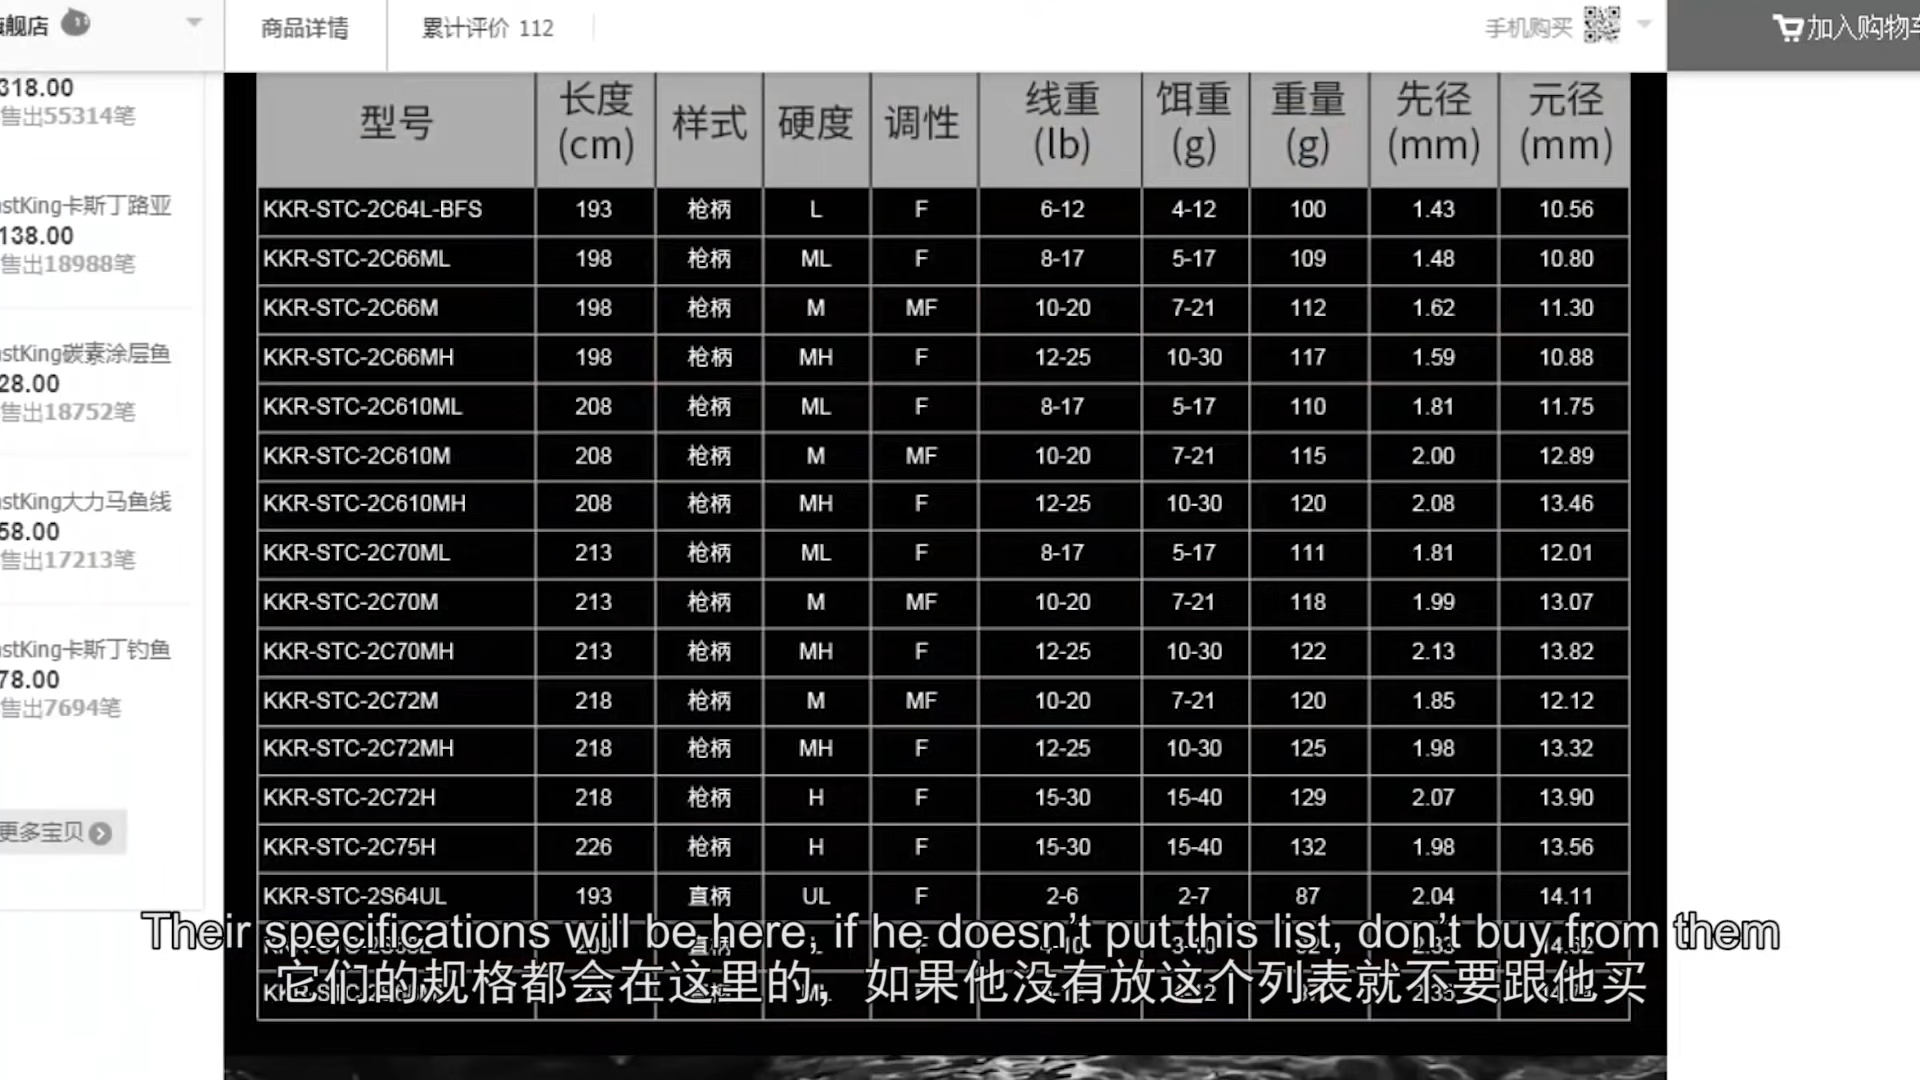 旗舰店
商品详情
累计评价 112
手机购买
加入购物车
318.00
售出55314笔
astKing卡斯丁路亚
138.00
售出18988笔
astKing碳素涂层鱼
28.00
售出18752笔
astKing大力马鱼线
58.00
售出17213笔
astKing卡斯丁钓鱼
78.00
售出7694笔
更多宝贝
型号 长度(cm) 样式 硬度 调性 线重(lb) 饵重(g) 重量(g) 先径(mm) 元径(mm)
KKR-STC-2C64L-BFS 193 枪柄 L F 6-12 4-12 100 1.43 10.56
KKR-STC-2C66ML 198 枪柄 ML F 8-17 5-17 109 1.48 10.80
KKR-STC-2C66M 198 枪柄 M MF 10-20 7-21 112 1.62 11.30
KKR-STC-2C66MH 198 枪柄 MH F 12-25 10-30 117 1.59 10.88
KKR-STC-2C610ML 208 枪柄 ML F 8-17 5-17 110 1.81 11.75
KKR-STC-2C610M 208 枪柄 M MF 10-20 7-21 115 2.00 12.89
KKR-STC-2C610MH 208 枪柄 MH F 12-25 10-30 120 2.08 13.46
KKR-STC-2C70ML 213 枪柄 ML F 8-17 5-17 111 1.81 12.01
KKR-STC-2C70M 213 枪柄 M MF 10-20 7-21 118 1.99 13.07
KKR-STC-2C70MH 213 枪柄 MH F 12-25 10-30 122 2.13 13.82
KKR-STC-2C72M 218 枪柄 M MF 10-20 7-21 120 1.85 12.12
KKR-STC-2C72MH 218 枪柄 MH F 12-25 10-30 125 1.98 13.32
KKR-STC-2C72H 218 枪柄 H F 15-30 15-40 129 2.07 13.90
KKR-STC-2C75H 226 枪柄 H F 15-30 15-40 132 1.98 13.56
KKR-STC-2S64UL 193 直柄 UL F 2-6 2-7 87 2.04 14.11
Their specifications will be here, if he doesn't put this list, don't buy from them
它们的规格都会在这里的，如果他没有放这个列表就不要跟他买